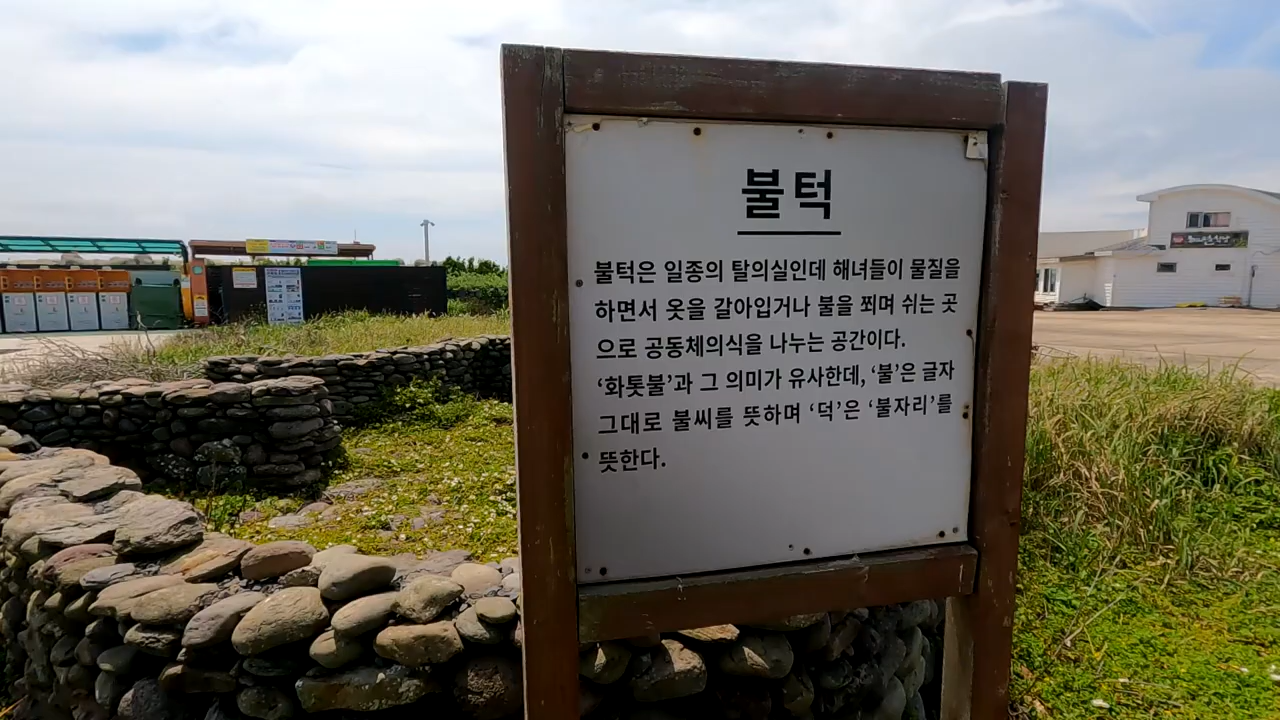 불턱
불턱은 일종의 탈의실인데 해녀들이 물질을
하면서 옷을 갈아입거나 불을 쬐며 쉬는 곳
으로 공동체의식을 나누는 공간이다.
‘화톳불’과 그 의미가 유사한데, ‘불’은 글자
그대로 불씨를 뜻하며 ‘덕’은 ‘불자리’를
뜻한다.